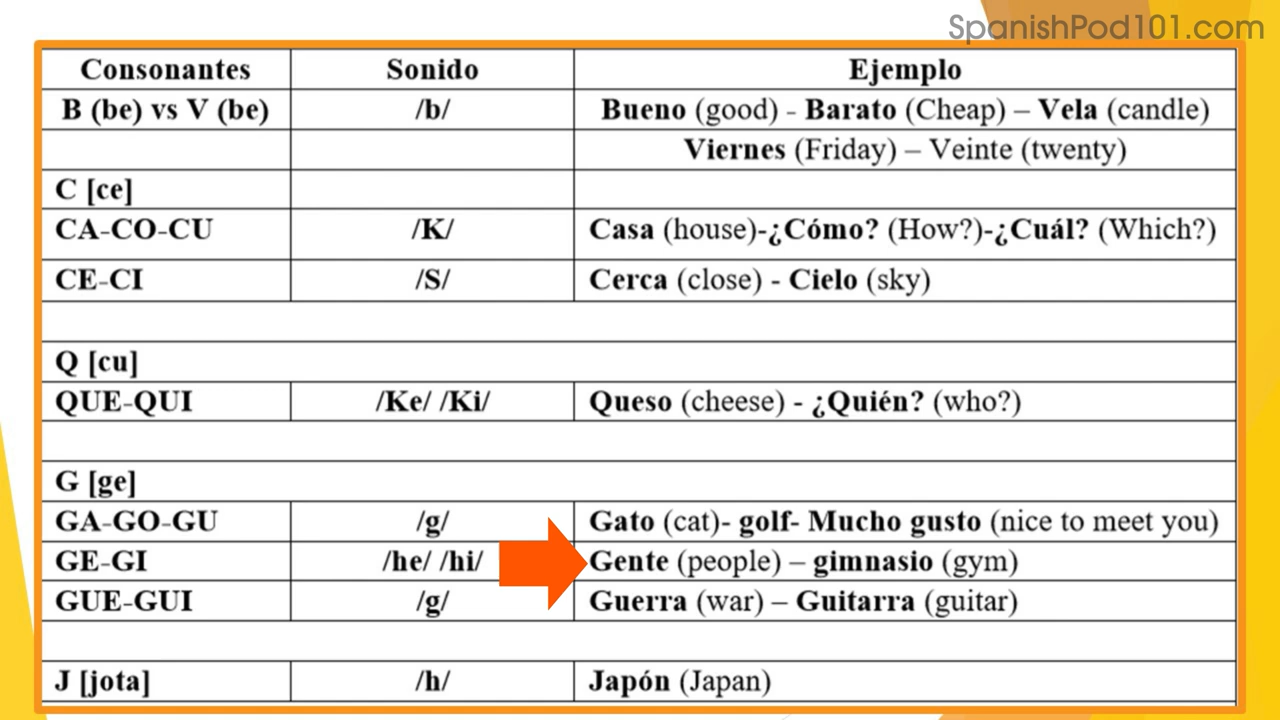 SpanishPod101.com
Consonantes Sonido Ejemplo
B (be) vs V (be) /b/ Bueno (good) - Barato (Cheap) – Vela (candle)
Viernes (Friday) – Veinte (twenty)
C [ce]
CA-CO-CU /K/ Casa (house)-¿Cómo? (How?)-¿Cuál? (Which?)
CE-CI /S/ Cerca (close) - Cielo (sky)
Q [cu]
QUE-QUI /Ke/ /Ki/ Queso (cheese) - ¿Quién? (who?)
G [ge]
GA-GO-GU /g/ Gato (cat)- golf- Mucho gusto (nice to meet you)
GE-GI /he/ /hi/ Gente (people) – gimnasio (gym)
GUE-GUI /g/ Guerra (war) – Guitarra (guitar)
J [jota] /h/ Japón (Japan)